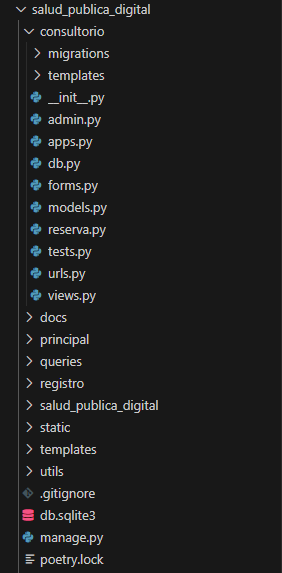 salud_publica_digital
consultorio
migrations
templates
__init__.py
admin.py
apps.py
db.py
forms.py
models.py
reserva.py
tests.py
urls.py
views.py
docs
principal
queries
registro
salud_publica_digital
static
templates
utils
.gitignore
db.sqlite3
manage.py
poetry.lock